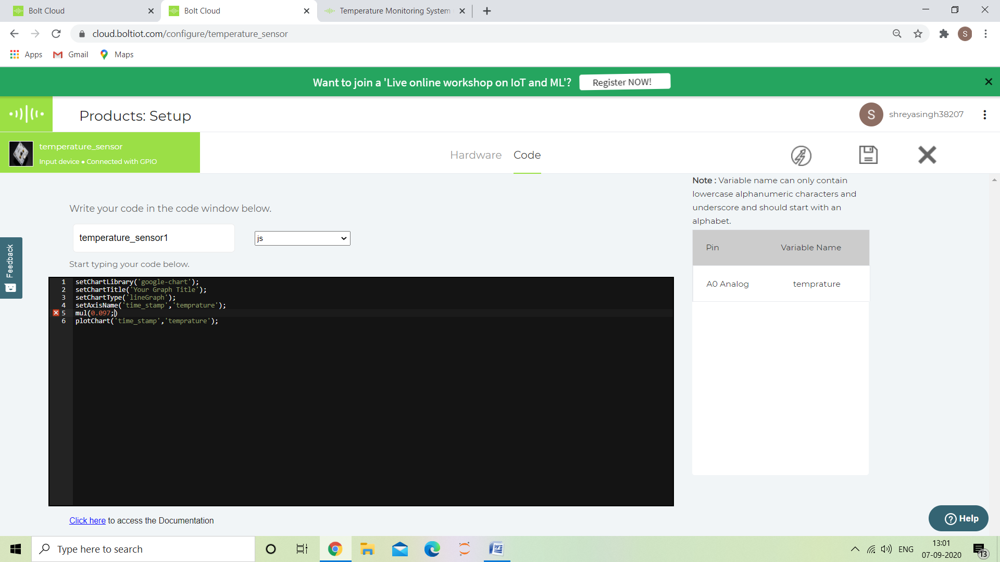 Bolt Cloud
Bolt Cloud
Temperature Monitoring System
cloud.boltiot.com/configure/temperature_sensor
S
Apps
Gmail
Maps
Want to join a 'Live online workshop on IoT and ML'?
Register NOW!
Products: Setup
S
shreyasingh38207
temperature_sensor
Input device • Connected with GPIO
Hardware
Code
Note : Variable name can only contain
lowercase alphanumeric characters and
underscore and should start with an
alphabet.
Write your code in the code window below.
temperature_sensor1
js
Pin
Variable Name
Feedback
Start typing your code below.
A0 Analog
temprature
1 setChartLibrary('google-chart');
2 setChartTitle('Your Graph Title');
3 setChartType('lineGraph');
4 setAxisName('time_stamp','temprature');
5 mul(0.097;)
6 plotChart('time_stamp','temprature');
Click here to access the Documentation
Help
Type here to search
ENG
13:01
07-09-2020
13